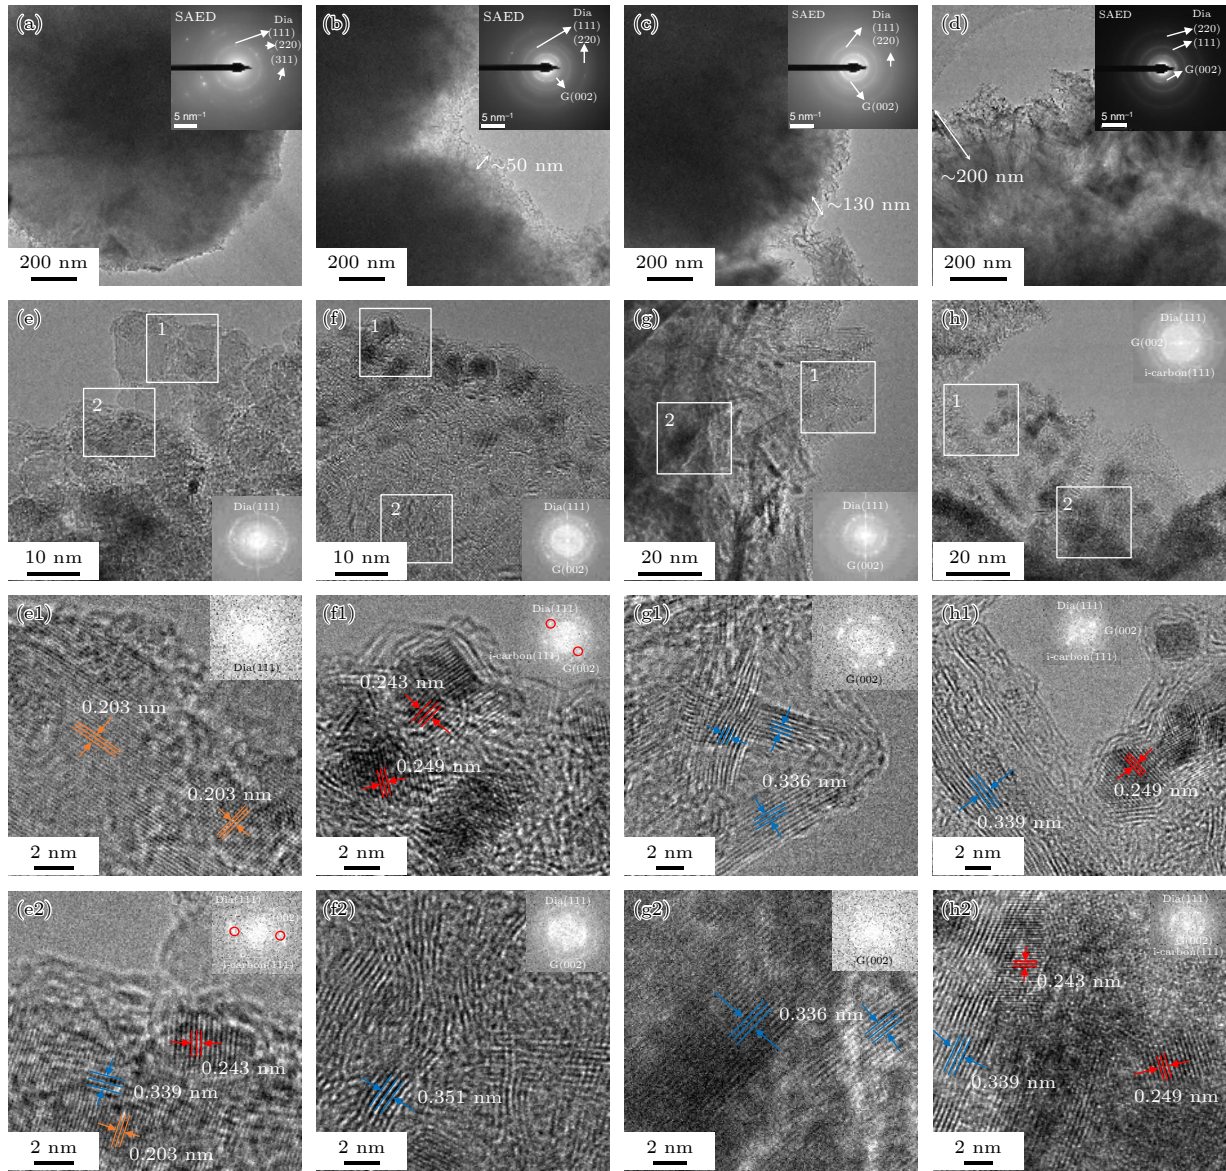 (a)
SAED
Dia
(111)
(220)
(311)
5 nm⁻¹
200 nm
(b)
SAED
Dia
(111)
(220)
G(002)
5 nm⁻¹
~50 nm
200 nm
(c)
SAED
Dia
(111)
(220)
G(002)
5 nm⁻¹
~130 nm
200 nm
(d)
SAED
Dia
(220)
(111)
G(002)
5 nm⁻¹
~200 nm
200 nm
(e)
1
2
Dia(111)
10 nm
(f)
1
2
Dia(111)
G(002)
10 nm
(g)
1
2
Dia(111)
G(002)
20 nm
(h)
Dia(111)
G(002)
i-carbon(111)
1
2
20 nm
(e1)
Dia(111)
0.203 nm
0.203 nm
2 nm
(f1)
Dia(111)
i-carbon(111)
G(002)
0.243 nm
0.249 nm
2 nm
(g1)
G(002)
0.336 nm
2 nm
(h1)
Dia(111)
G(002)
i-carbon(111)
0.249 nm
0.339 nm
2 nm
(e2)
Dia(111)
G(002)
i-carbon(111)
0.243 nm
0.339 nm
0.203 nm
2 nm
(f2)
Dia(111)
G(002)
0.351 nm
2 nm
(g2)
G(002)
0.336 nm
2 nm
(h2)
Dia(111)
G(002)
i-carbon(111)
0.243 nm
0.339 nm
0.249 nm
2 nm